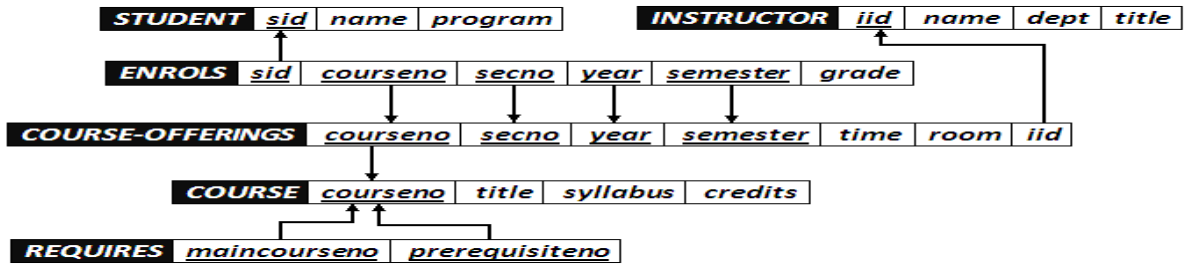 STUDENT sid name program INSTRUCTOR iid name dept title
ENROLS sid courseno secno year semester grade
COURSE-OFFERINGS courseno secno year semester time room iid
COURSE courseno title syllabus credits
REQUIRES maincourseno prerequisiteno